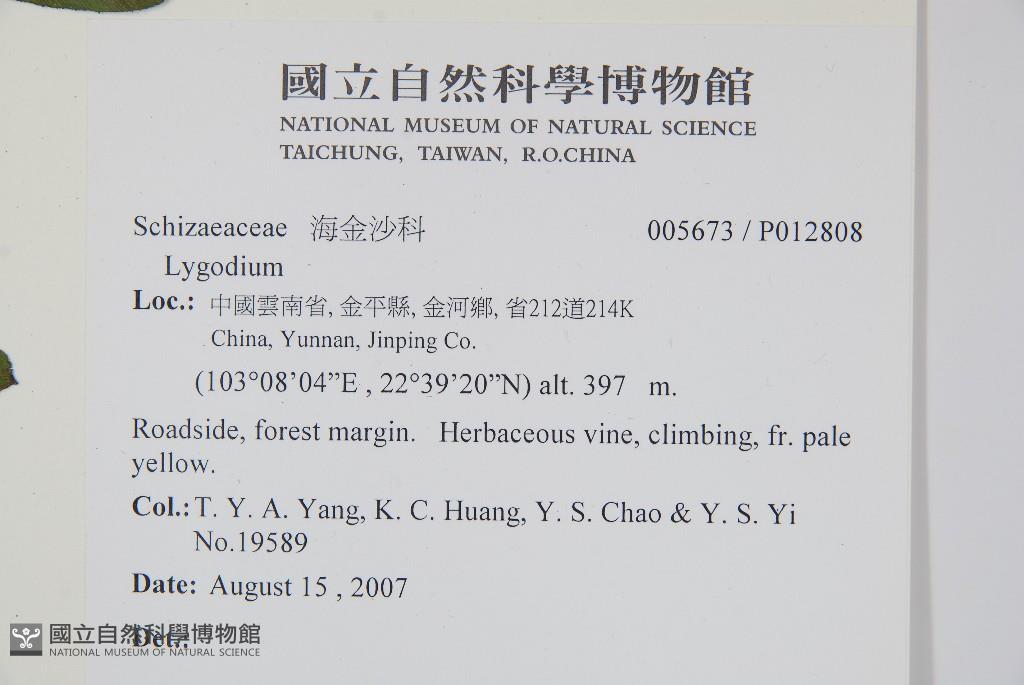 國立自然科學博物館
NATIONAL MUSEUM OF NATURAL SCIENCE
TAICHUNG, TAIWAN, R.O.CHINA
Schizaeaceae 海金沙科 005673 / P012808
Lygodium
Loc.: 中國雲南省, 金平縣, 金河鄉, 省212道214K
China, Yunnan, Jinping Co.
(103°08’04”E , 22°39’20”N) alt. 397 m.
Roadside, forest margin. Herbaceous vine, climbing, fr. pale
yellow.
Col.: T. Y. A. Yang, K. C. Huang, Y. S. Chao & Y. S. Yi
No.19589
Date: August 15 , 2007
Det.:
國立自然科學博物館
NATIONAL MUSEUM OF NATURAL SCIENCE